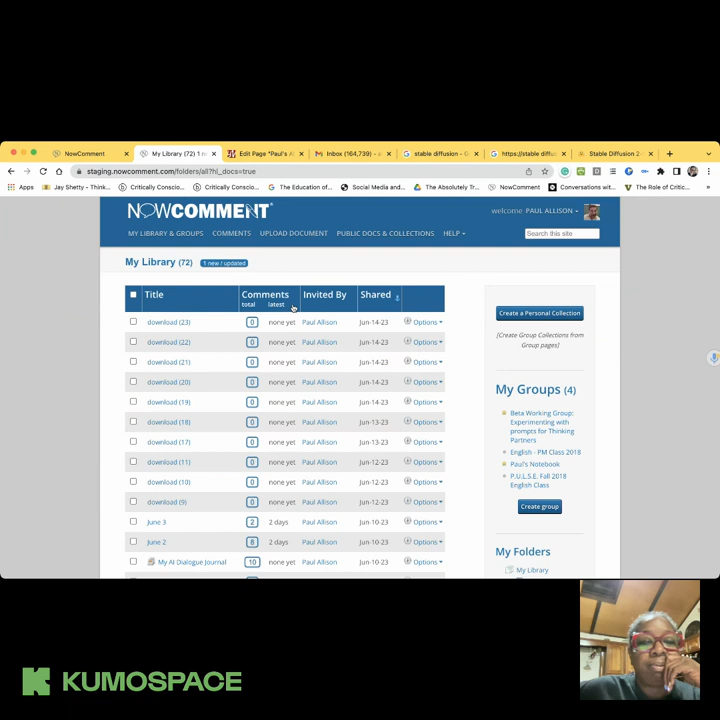 NowComment
My Library (72) 1 n
Edit Page "Paul's A
Inbox (164,739) - a
stable diffusion - G
https://stable diffu
Stable Diffusion 2-
staging.nowcomment.com/folders/all?hl_docs=true
Apps
Jay Shetty - Think...
Critically Conscio...
Critically Consci...
The Education of...
Social Media and...
The Absolutely Tr...
NowComment
Conversations wit...
The Role of Critic...
NOWCOMMENT
welcome PAUL ALLISON
MY LIBRARY & GROUPS COMMENTS UPLOAD DOCUMENT PUBLIC DOCS & COLLECTIONS HELP
Search this site
My Library (72) 1 new / updated
Title Comments Invited By Shared
total latest
download (23) 0 none yet Paul Allison Jun-14-23 Options
download (22) 0 none yet Paul Allison Jun-14-23 Options
download (21) 0 none yet Paul Allison Jun-14-23 Options
download (20) 0 none yet Paul Allison Jun-14-23 Options
download (19) 0 none yet Paul Allison Jun-14-23 Options
download (18) 0 none yet Paul Allison Jun-13-23 Options
download (17) 0 none yet Paul Allison Jun-13-23 Options
download (11) 0 none yet Paul Allison Jun-12-23 Options
download (10) 0 none yet Paul Allison Jun-12-23 Options
download (9) 0 none yet Paul Allison Jun-12-23 Options
June 3 2 2 days Paul Allison Jun-10-23 Options
June 2 8 2 days Paul Allison Jun-10-23 Options
My AI Dialogue Journal 10 none yet Paul Allison Jun-10-23 Options
Create a Personal Collection
[Create Group Collections from
Group pages]
My Groups (4)
Beta Working Group:
Experimenting with
prompts for Thinking
Partners
English - PM Class 2018
Paul's Notebook
P.U.L.S.E. Fall 2018
English Class
Create group
My Folders
My Library
KUMOSPACE